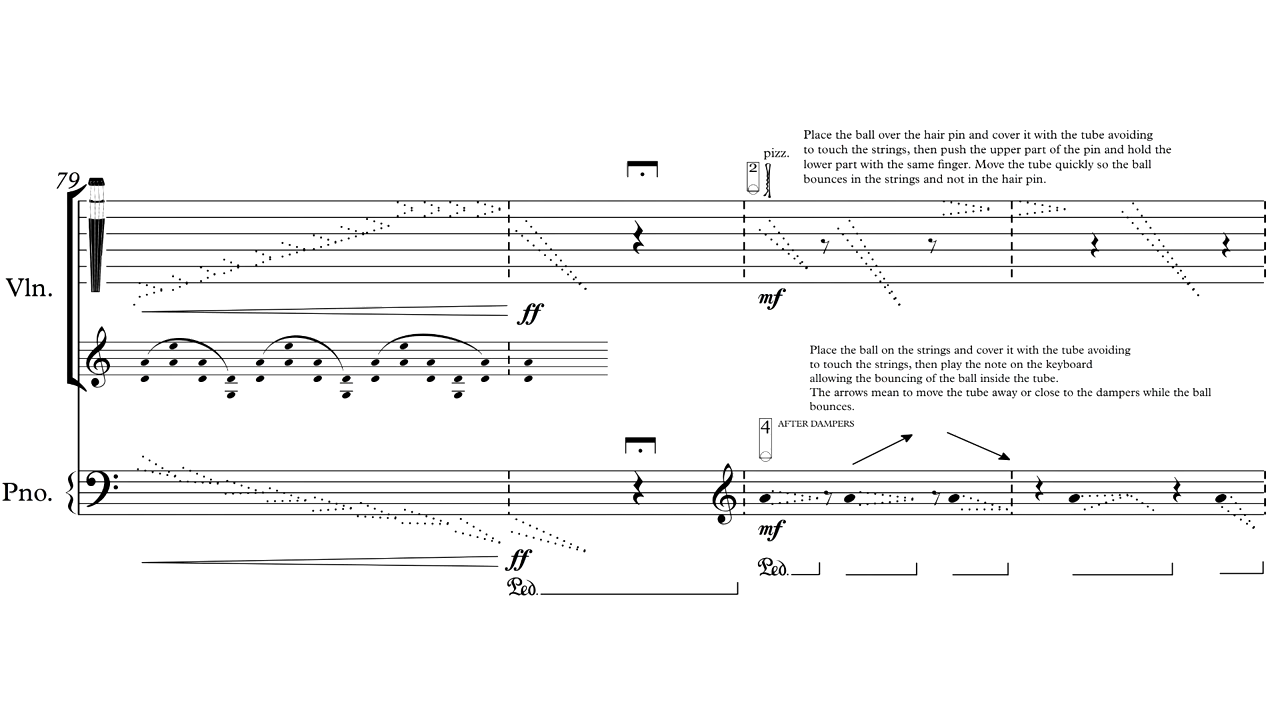 Place the ball over the hair pin and cover it with the tube avoiding
to touch the strings, then push the upper part of the pin and hold the
lower part with the same finger. Move the tube quickly so the ball
bounces in the strings and not in the hair pin.
pizz.
2
79
Vln.
ff
mf
Place the ball on the strings and cover it with the tube avoiding
to touch the strings, then play the note on the keyboard
allowing the bouncing of the ball inside the tube.
The arrows mean to move the tube away or close to the dampers while the ball
bounces.
4 AFTER DAMPERS
Pno.
mf
ff
Ped.
Ped.